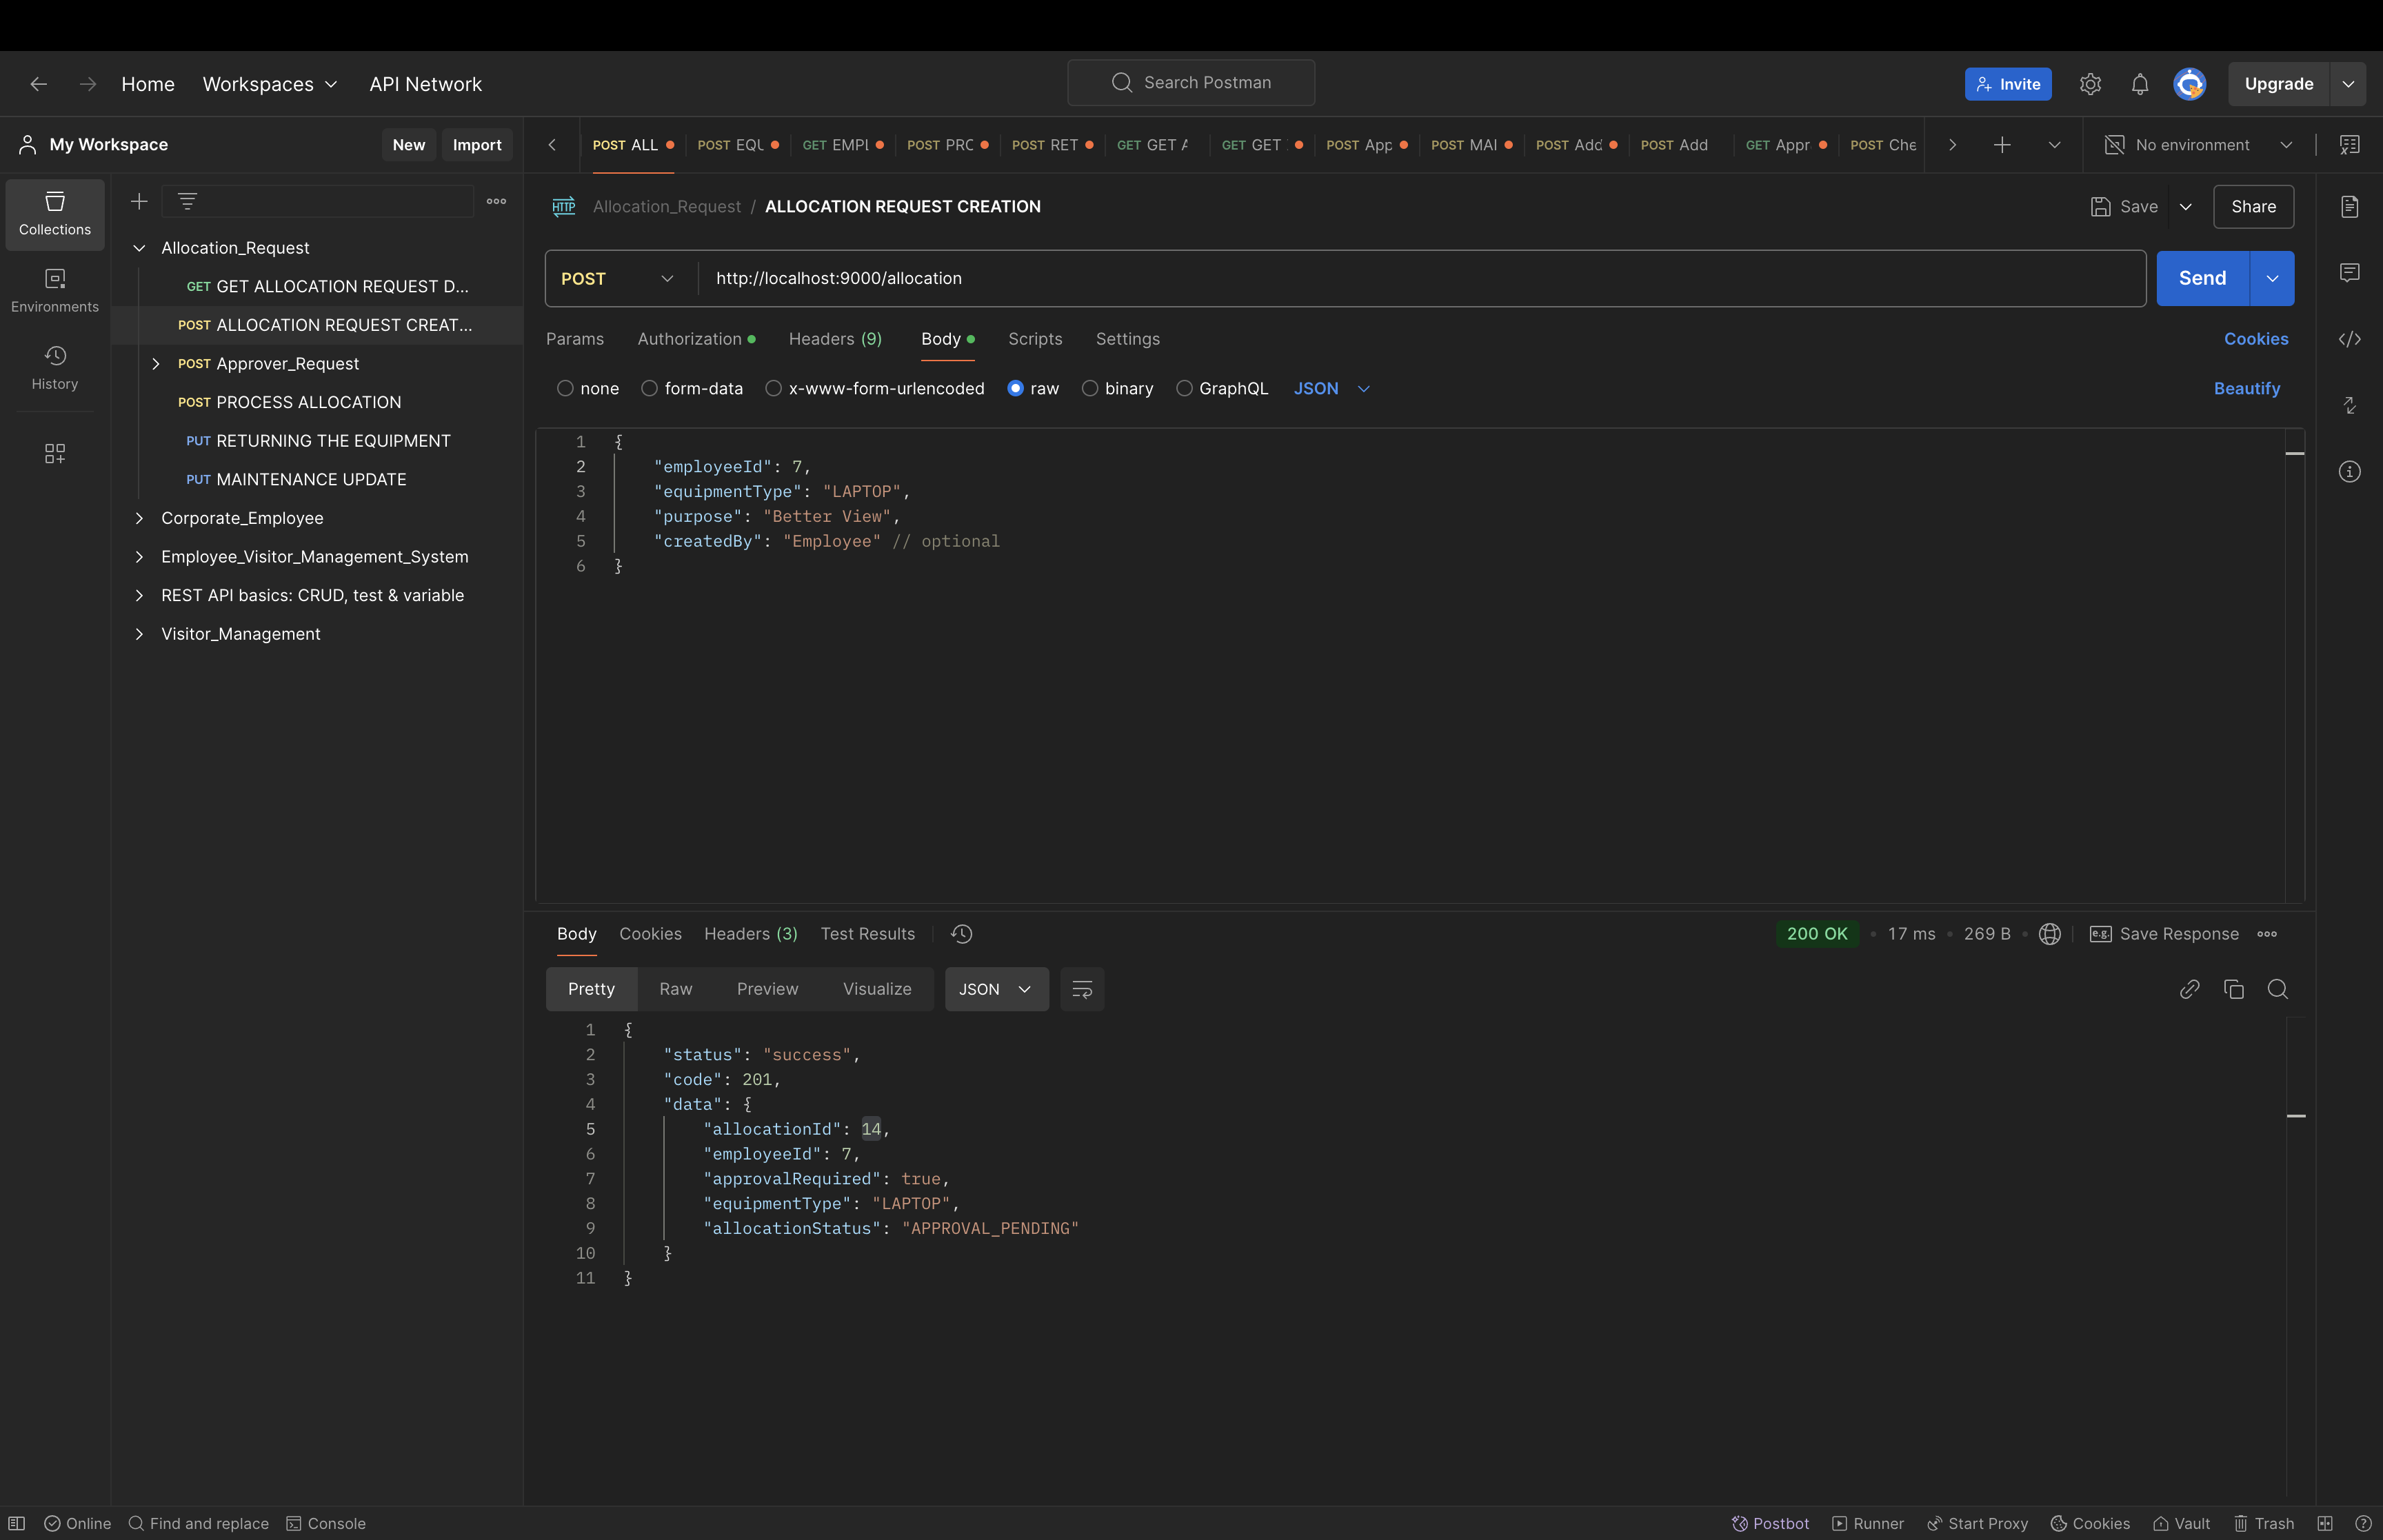 Home Workspaces API Network Search Postman Invite Upgrade
My Workspace New Import
POST ALL POST EQU GET EMPL POST PRC POST RET GET GET A GET GET POST App POST MAI POST Add POST Add GET Appr POST Che No environment
Collections
Environments
History
Allocation_Request
GET GET ALLOCATION REQUEST D...
POST ALLOCATION REQUEST CREAT...
POST Approver_Request
POST PROCESS ALLOCATION
PUT RETURNING THE EQUIPMENT
PUT MAINTENANCE UPDATE
Corporate_Employee
Employee_Visitor_Management_System
REST API basics: CRUD, test & variable
Visitor_Management
HTTP Allocation_Request / ALLOCATION REQUEST CREATION Save Share
POST http://localhost:9000/allocation Send
Params Authorization Headers (9) Body Scripts Settings Cookies
none form-data x-www-form-urlencoded raw binary GraphQL JSON Beautify
1 {
2 "employeeId": 7,
3 "equipmentType": "LAPTOP",
4 "purpose": "Better View",
5 "createdBy": "Employee" // optional
6 }
Body Cookies Headers (3) Test Results 200 OK • 17 ms • 269 B • e.g. Save Response
Pretty Raw Preview Visualize JSON
1 {
2 "status": "success",
3 "code": 201,
4 "data": {
5 "allocationId": 14,
6 "employeeId": 7,
7 "approvalRequired": true,
8 "equipmentType": "LAPTOP",
9 "allocationStatus": "APPROVAL_PENDING"
10 }
11 }
Online Find and replace Console Postbot Runner Start Proxy Cookies Vault Trash